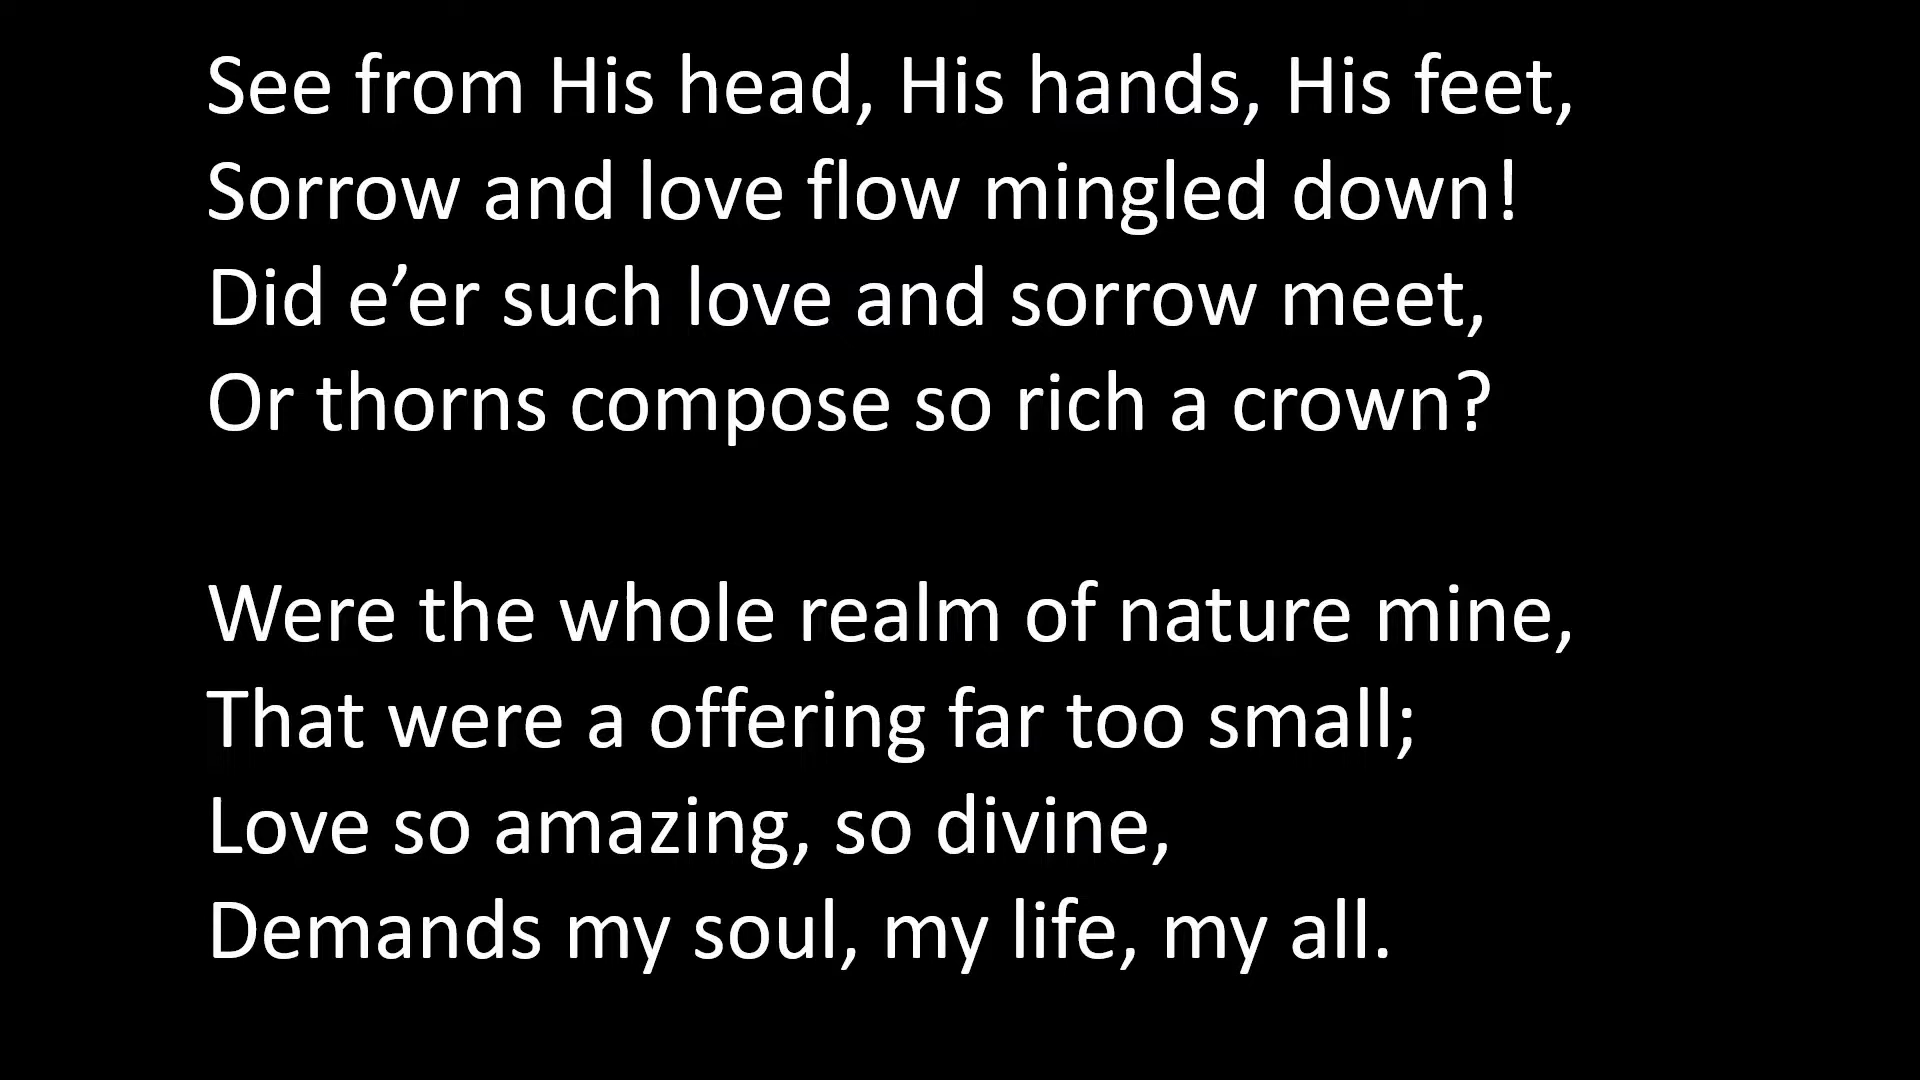 See from His head, His hands, His feet,
Sorrow and love flow mingled down!
Did e’er such love and sorrow meet,
Or thorns compose so rich a crown?
Were the whole realm of nature mine,
That were a offering far too small;
Love so amazing, so divine,
Demands my soul, my life, my all.